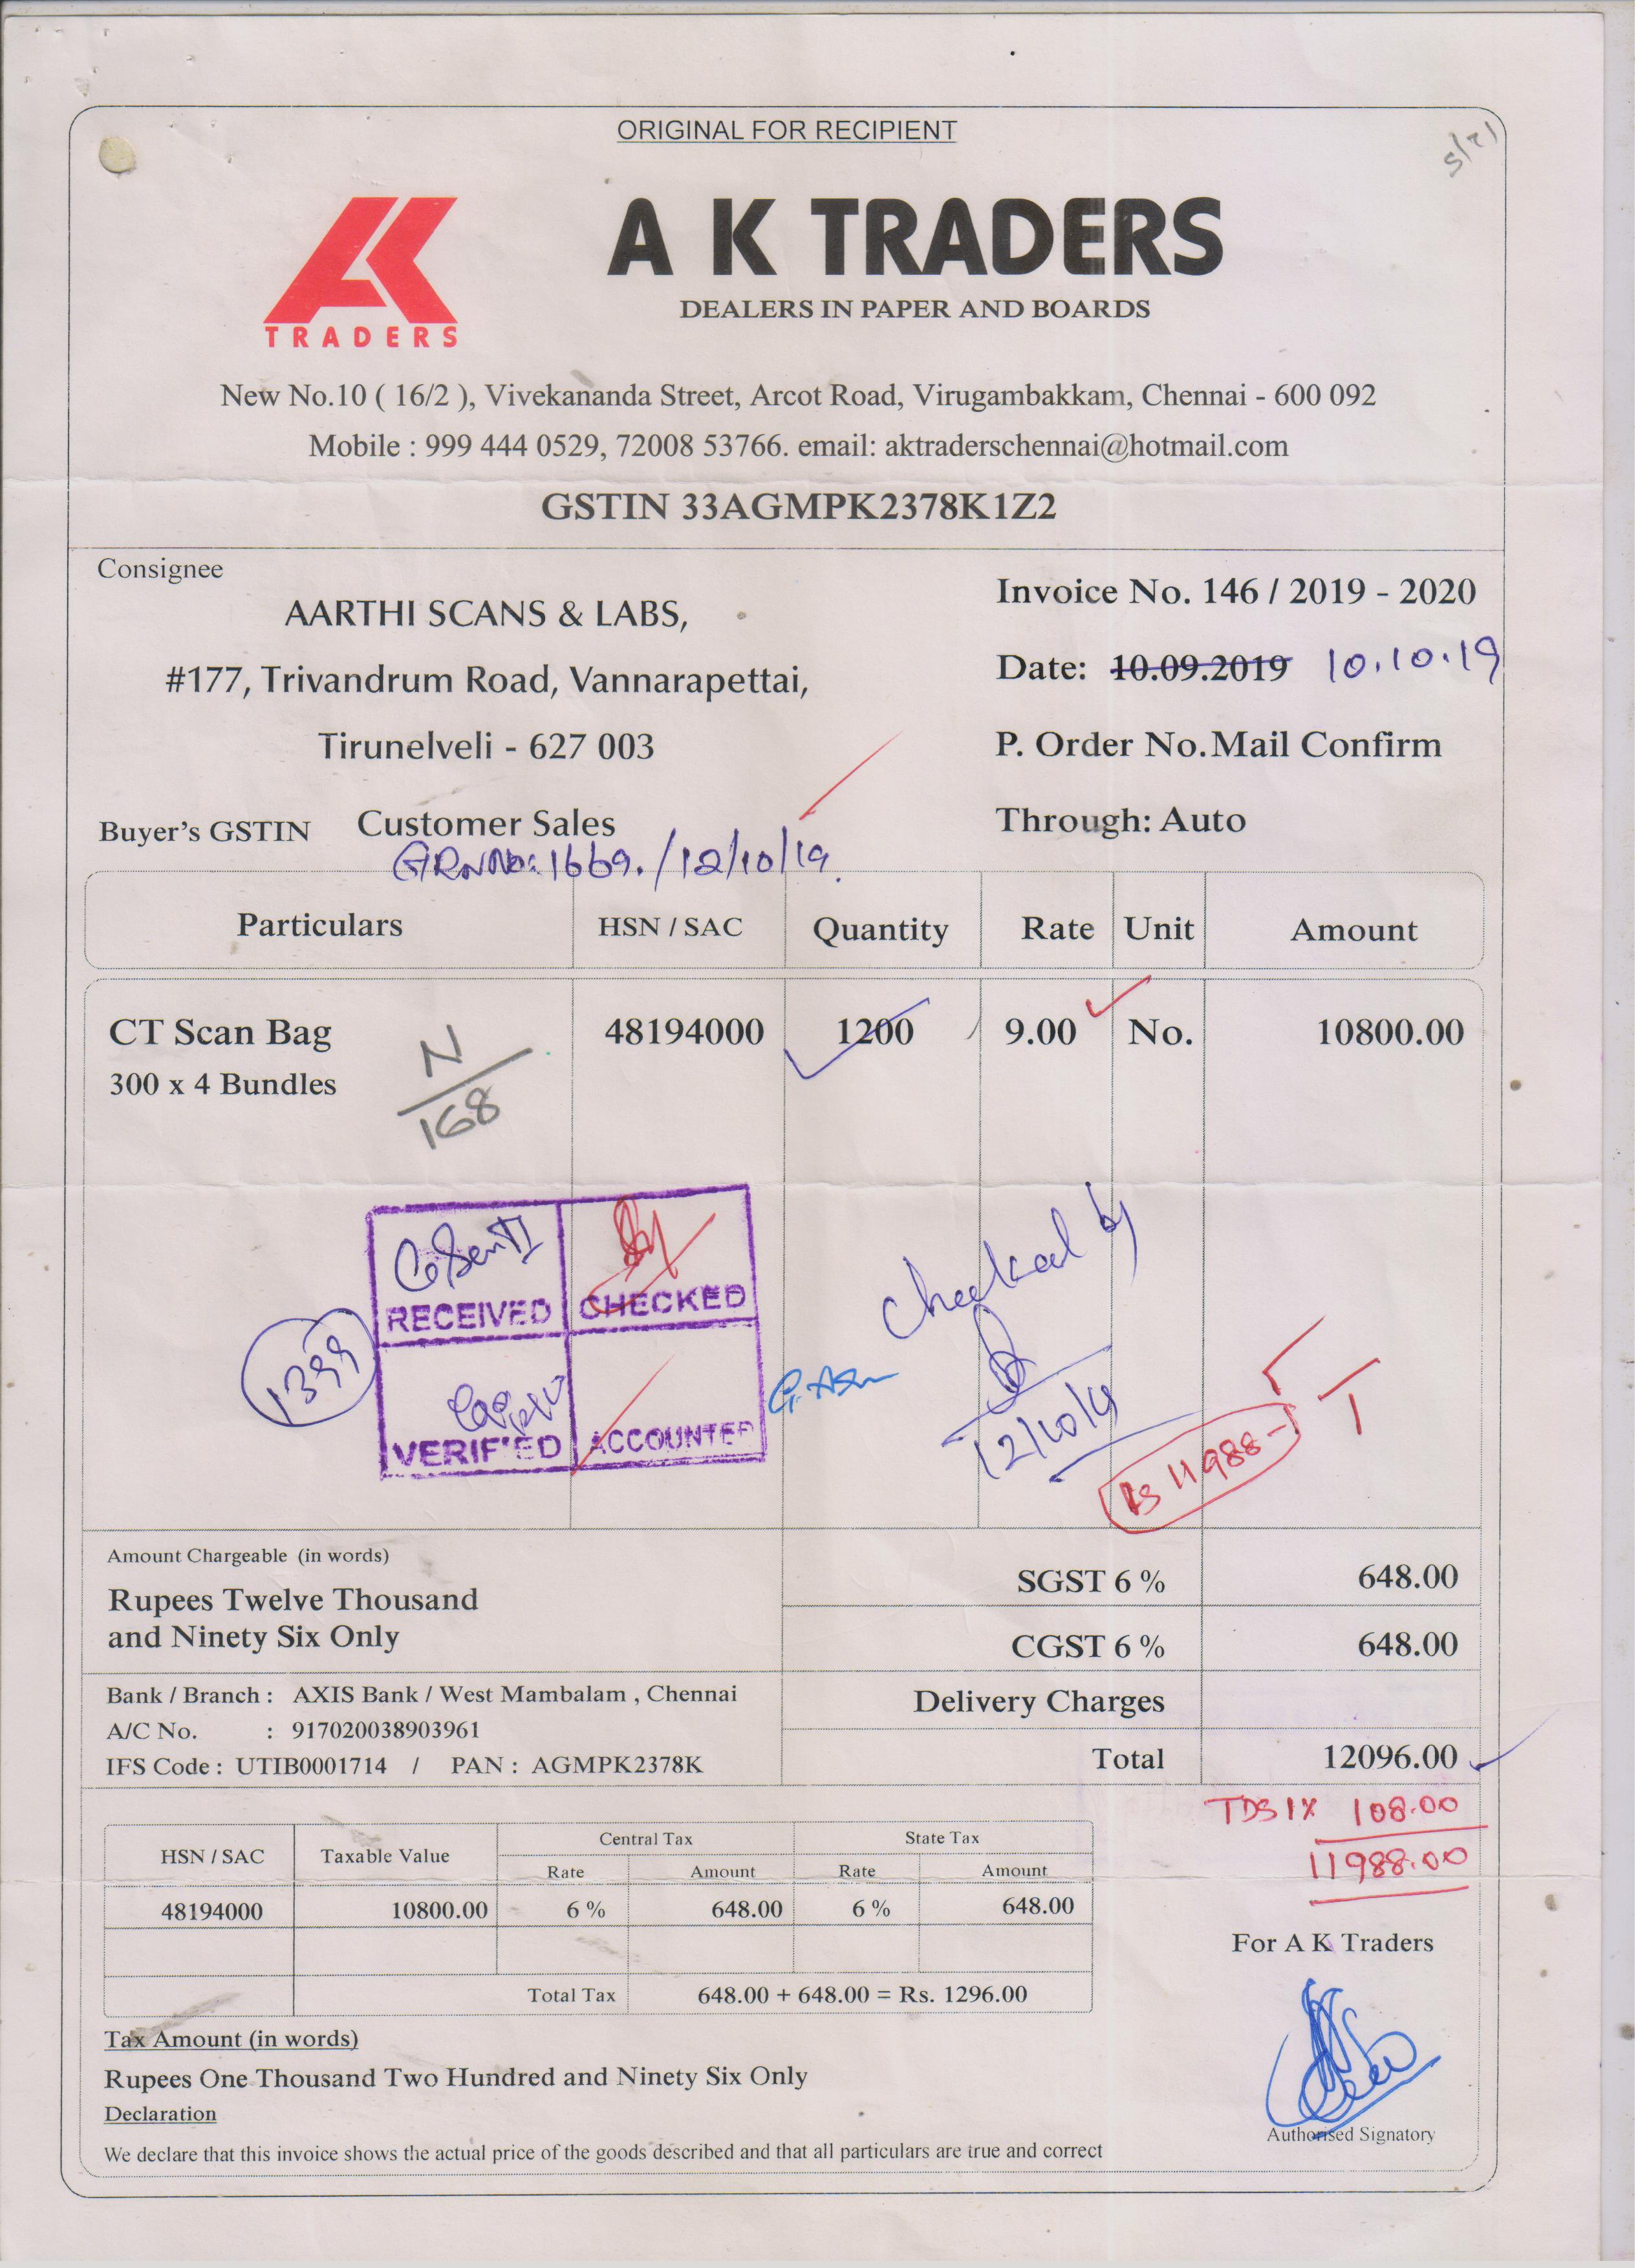 ORIGINAL FOR RECIPIENT
TRADERS
A K TRADERS
DEALERS IN PAPER AND BOARDS
New No.10 ( 16/2 ), Vivekananda Street, Arcot Road, Virugambakkam, Chennai - 600 092
Mobile : 999 444 0529, 72008 53766. email: aktraderschennai@hotmail.com
GSTIN 33AGMPK2378K1Z2
Consignee
AARTHI SCANS & LABS,
#177, Trivandrum Road, Vannarapettai,
Tirunelveli - 627 003
Buyer's GSTIN Customer Sales
GRN No: 1669. /12/10/19.
Invoice No. 146 / 2019 - 2020
Date: 10.09.2019 10.10.19
P. Order No. Mail Confirm
Through: Auto
Particulars HSN / SAC Quantity Rate Unit Amount
CT Scan Bag 48194000 1200 9.00 No. 10800.00
300 x 4 Bundles
N
168
RECEIVED CHECKED
VERIFIED ACCOUNTED
1399
Checked by
12/10/19
Rs 11988-
Amount Chargeable (in words)
Rupees Twelve Thousand
and Ninety Six Only
SGST 6 % 648.00
CGST 6 % 648.00
Delivery Charges
Total 12096.00
Bank / Branch : AXIS Bank / West Mambalam , Chennai
A/C No. : 917020038903961
IFS Code : UTIB0001714 / PAN : AGMPK2378K
TDS 1% 108.00
11988.00
HSN / SAC Taxable Value Central Tax State Tax
Rate Amount Rate Amount
48194000 10800.00 6 % 648.00 6 % 648.00
Total Tax 648.00 + 648.00 = Rs. 1296.00
Tax Amount (in words)
Rupees One Thousand Two Hundred and Ninety Six Only
Declaration
We declare that this invoice shows the actual price of the goods described and that all particulars are true and correct
For A K Traders
Authorised Signatory